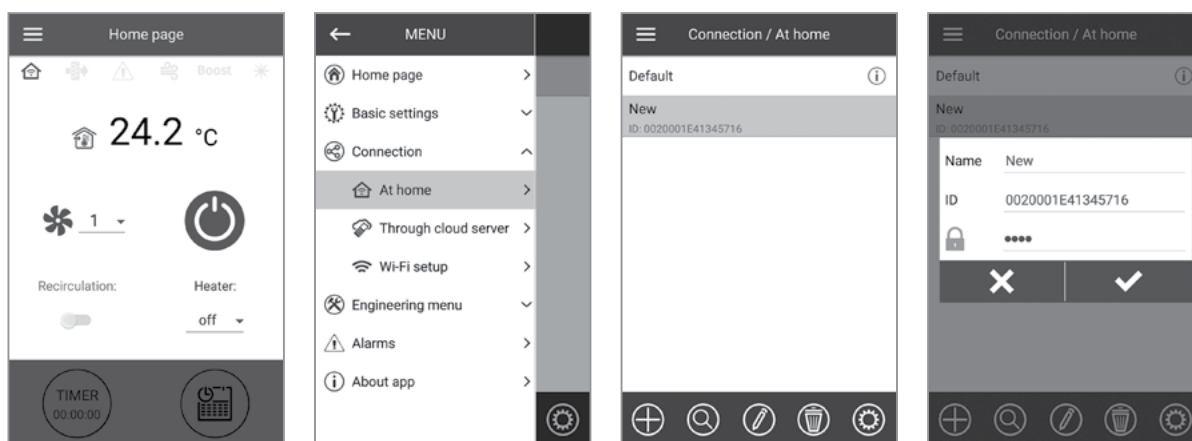 Home page
Boost
24.2 °C
1
Recirculation:
Heater:
off
TIMER
00:00:00
MENU
Home page
Basic settings
Connection
At home
Through cloud server
Wi-Fi setup
Engineering menu
Alarms
About app
Connection / At home
Default
New
ID: 0020001E41345716
Connection / At home
Default
New
ID: 0020001E41345716
Name New
ID 0020001E41345716
••••